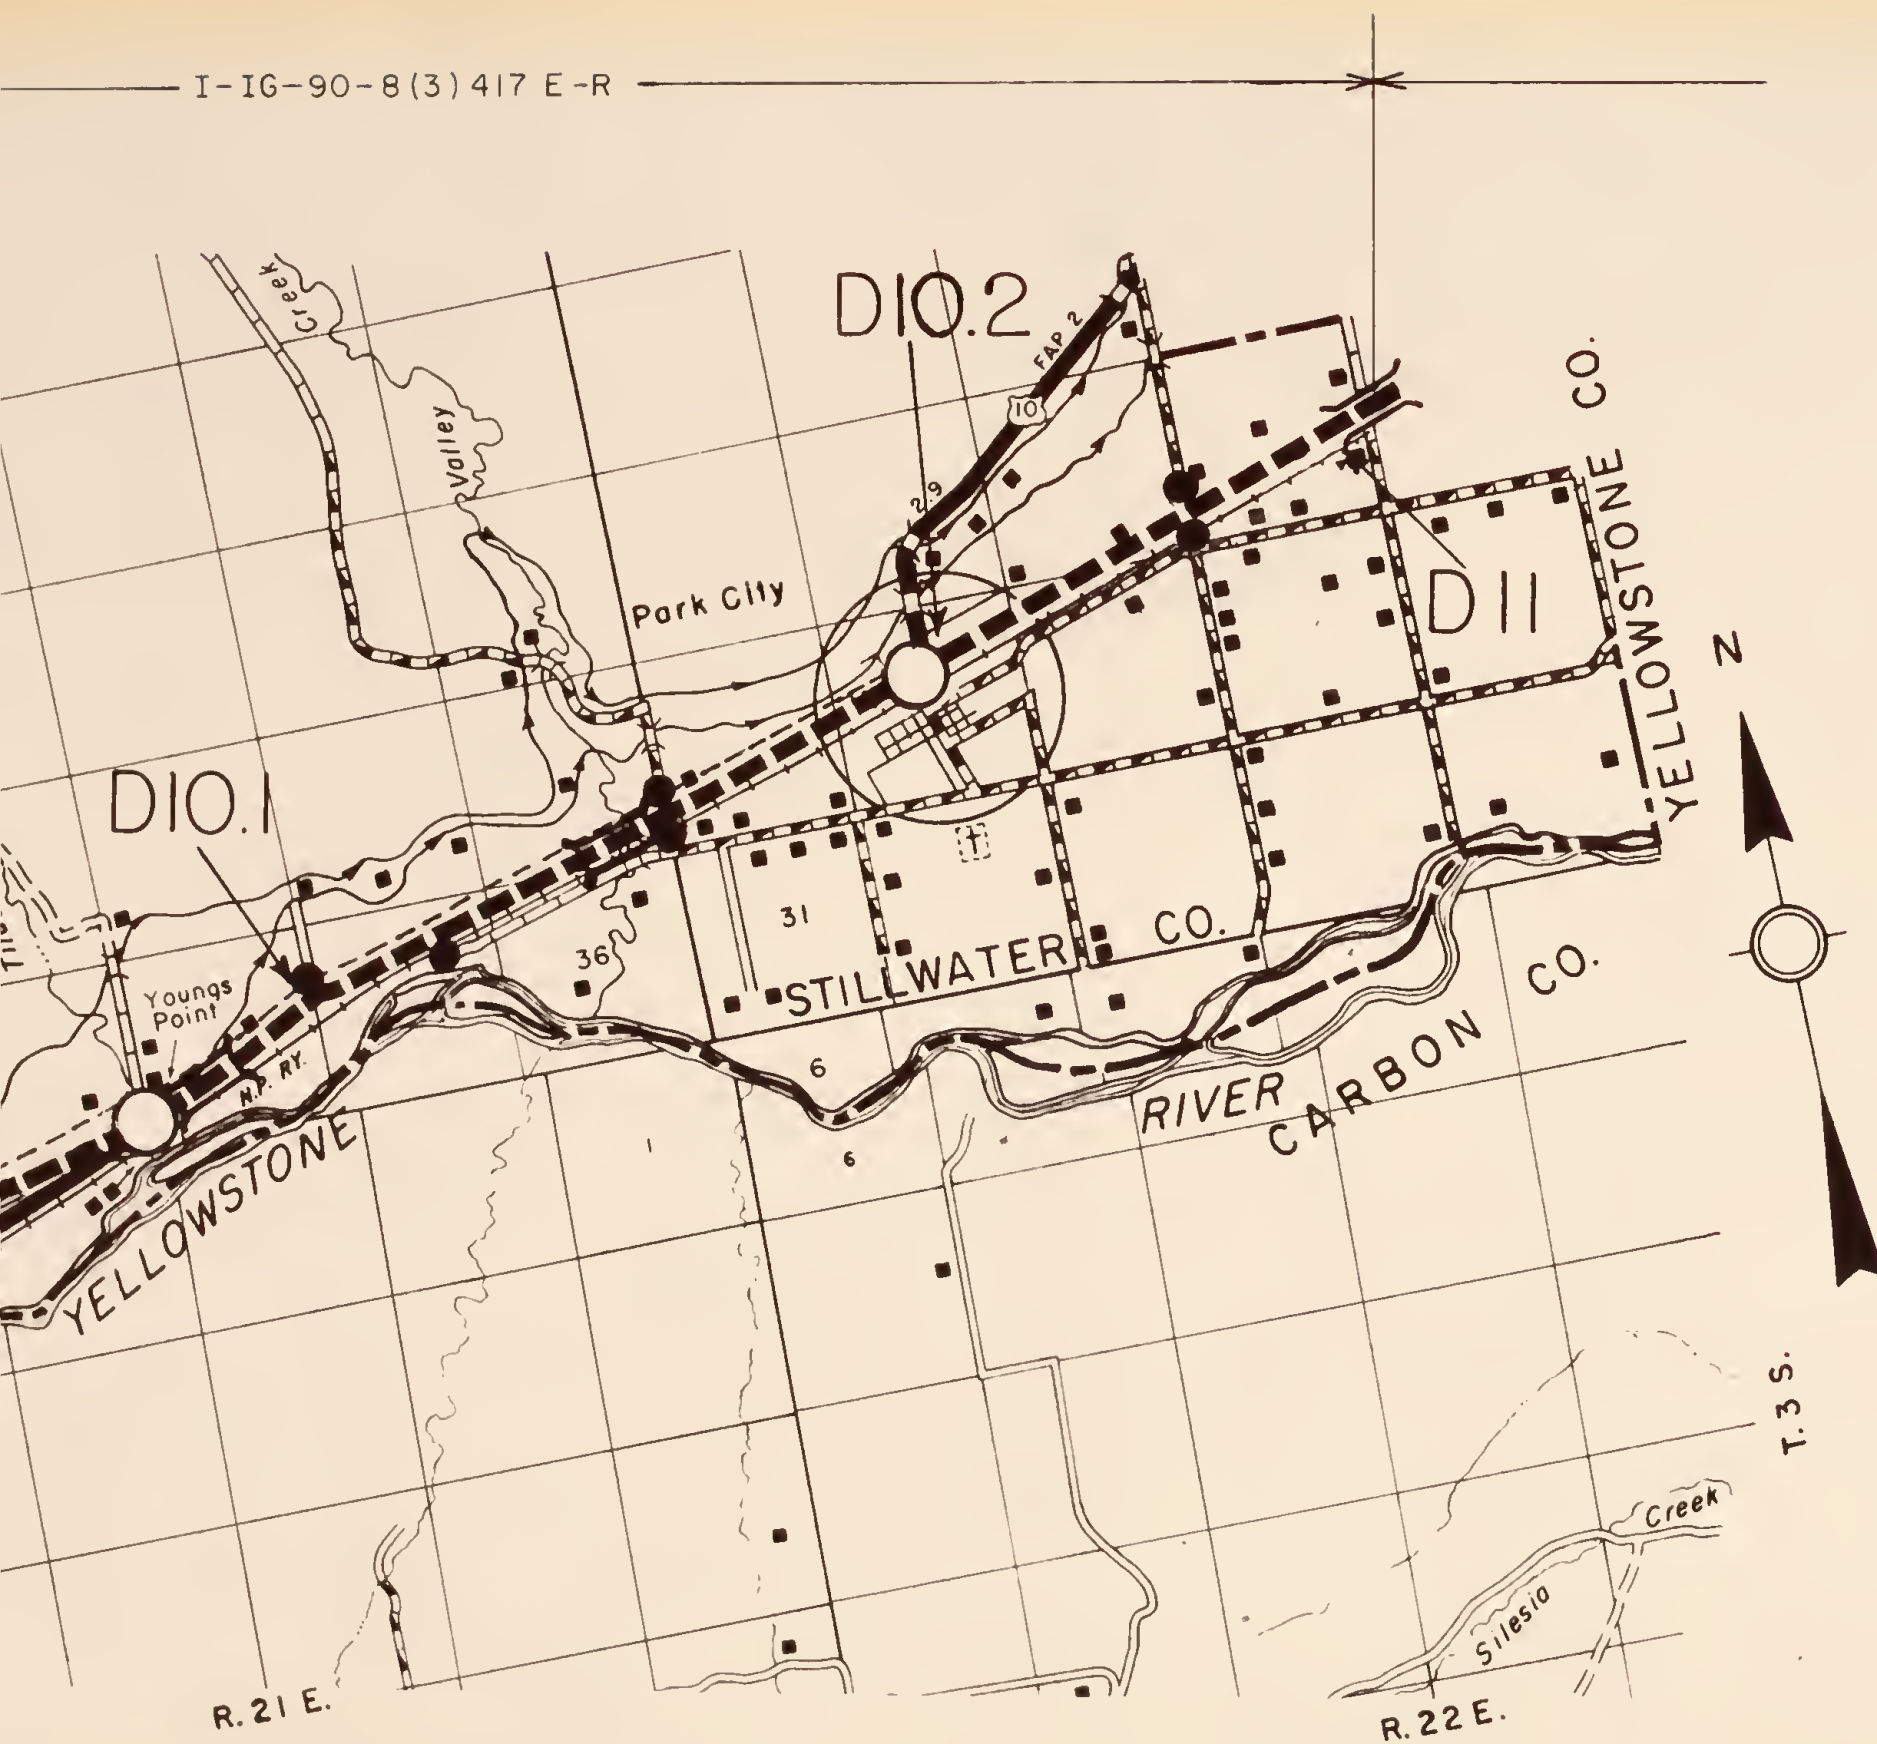 I-IG-90-8(3) 417 E-R
Creek
Valley
D10.2
FAP 2
10
2.9
YELLOWSTONE CO.
Park City
D11
N
D10.1
31
36
STILLWATER CO.
Youngs
Point
N.P. RY.
CARBON CO.
YELLOWSTONE RIVER
6
1
6
T. 3 S.
Creek
Silesia
R. 21 E.
R. 22 E.